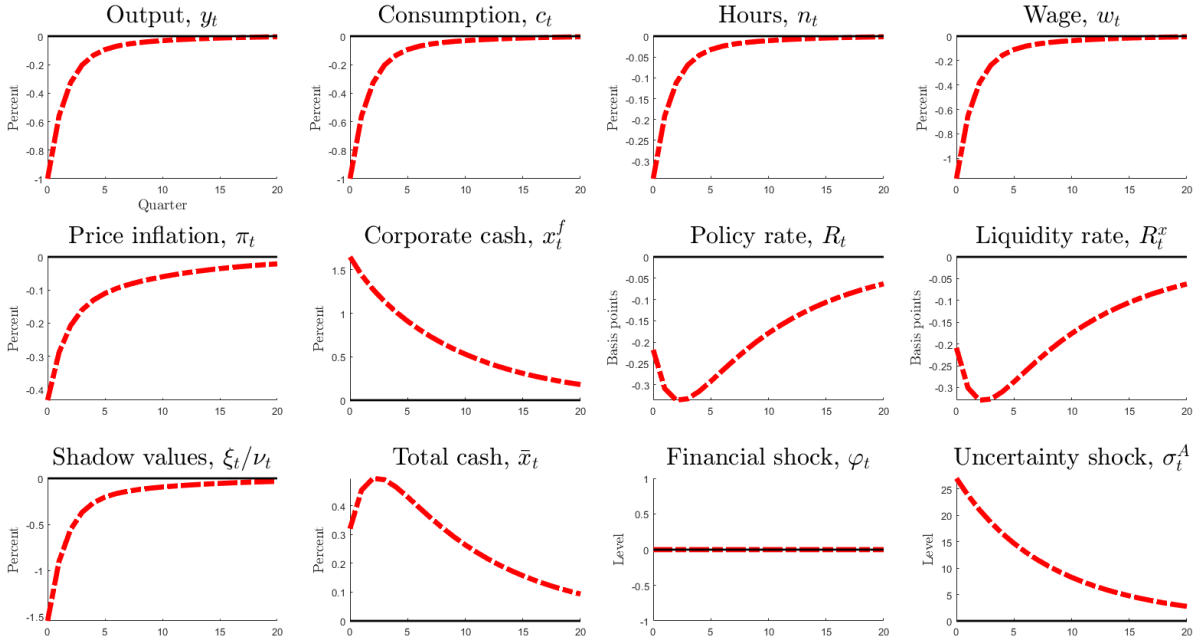 Output, y_t
Consumption, c_t
Hours, n_t
Wage, w_t
Percent
0
-0.2
-0.4
-0.6
-0.8
-1
0 5 10 15 20
Quarter
Percent
0
-0.2
-0.4
-0.6
-0.8
-1
0 5 10 15 20
Percent
0
-0.05
-0.1
-0.15
-0.2
-0.25
-0.3
0 5 10 15 20
Percent
0
-0.2
-0.4
-0.6
-0.8
-1
0 5 10 15 20
Price inflation, π_t
Corporate cash, x_t^f
Policy rate, R_t
Liquidity rate, R_t^x
Percent
0
-0.1
-0.2
-0.3
-0.4
0 5 10 15 20
Percent
1.5
1
0.5
0
0 5 10 15 20
Basis points
0
-0.05
-0.1
-0.15
-0.2
-0.25
-0.3
0 5 10 15 20
Basis points
0
-0.05
-0.1
-0.15
-0.2
-0.25
-0.3
0 5 10 15 20
Shadow values, ξ_t/ν_t
Total cash, x̄_t
Financial shock, φ_t
Uncertainty shock, σ_t^A
Percent
0
-0.5
-1
-1.5
0 5 10 15 20
Percent
0.4
0.3
0.2
0.1
0
0 5 10 15 20
Level
1
0.5
0
-0.5
-1
0 5 10 15 20
Level
25
20
15
10
5
0
0 5 10 15 20